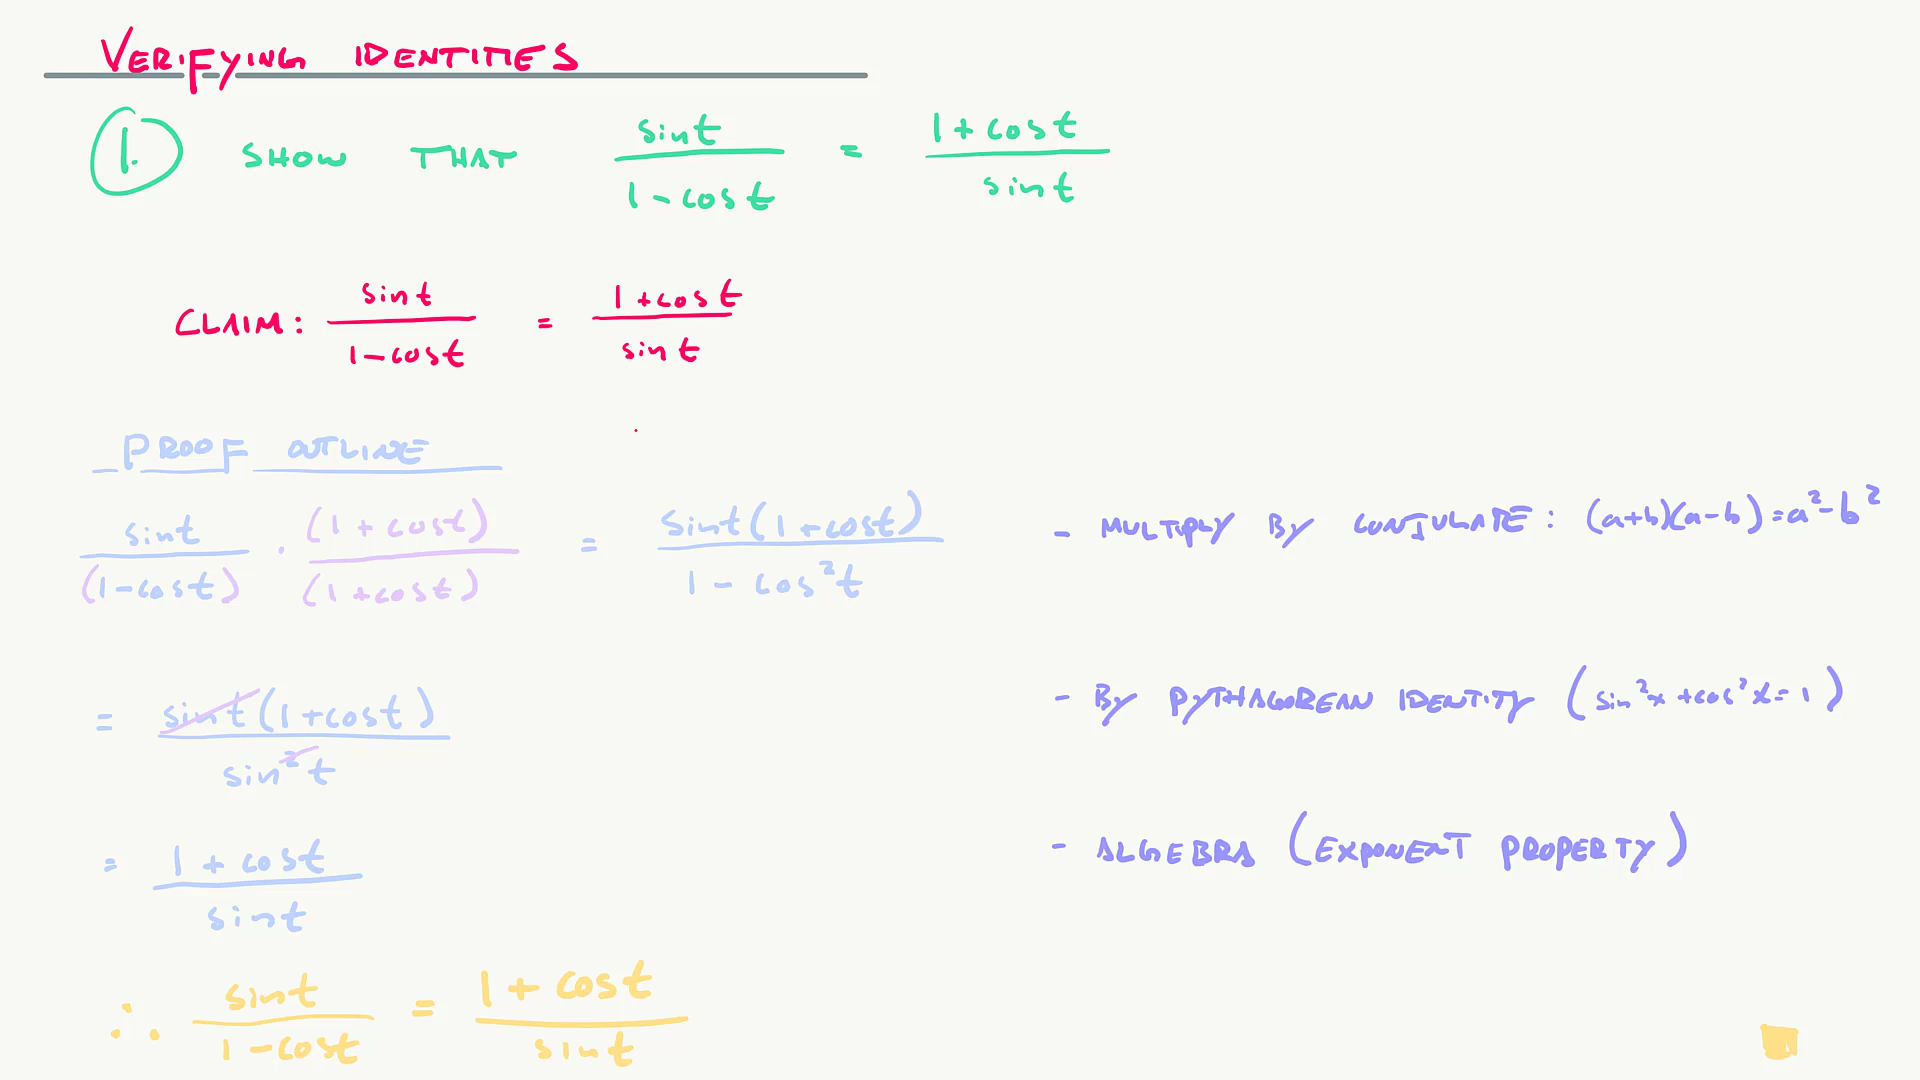 VERIFYING IDENTITIES
1. SHOW THAT sint / 1-cost = 1+cost / sint
CLAIM: sint / 1-cost = 1+cost / sint
PROOF OUTLINE
sint / (1-cost) · (1+cost) / (1+cost) = sint(1+cost) / 1-cos²t
- MULTIPLY BY CONJULATE: (a+b)(a-b)=a²-b²
= sint(1+cost) / sin²t
- BY PYTHAGOREAN IDENTITY (sin²x+cos²x=1)
= 1+cost / sint
- ALGEBRA (EXPONENT PROPERTY)
∴ sint / 1-cost = 1+cost / sint